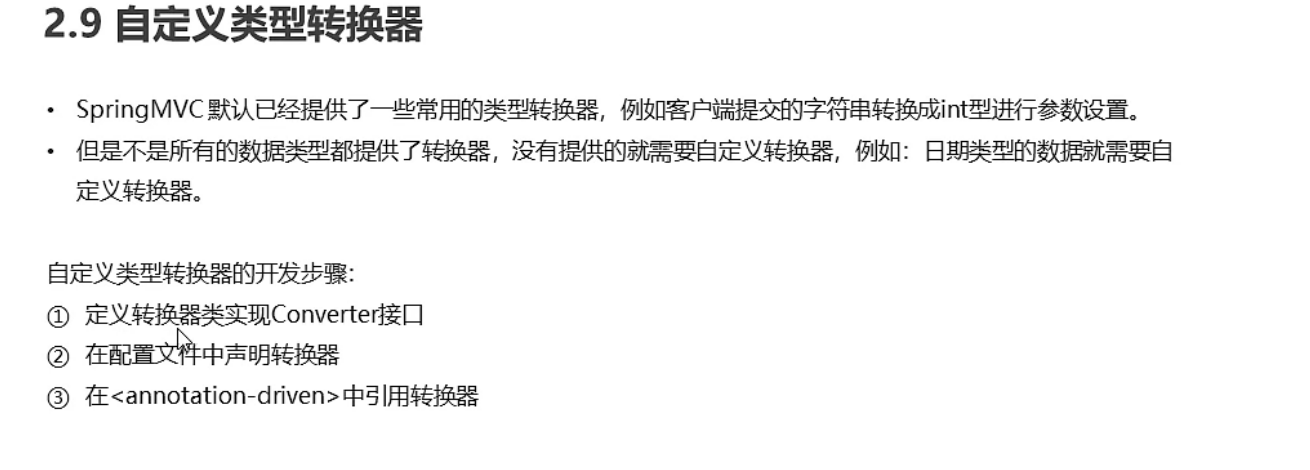 2.9 自定义类型转换器
• SpringMVC 默认已经提供了一些常用的类型转换器，例如客户端提交的字符串转换成int型进行参数设置。
• 但是不是所有的数据类型都提供了转换器，没有提供的就需要自定义转换器，例如：日期类型的数据就需要自
定义转换器。
自定义类型转换器的开发步骤：
① 定义转换器类实现Converter接口
② 在配置文件中声明转换器
③ 在<annotation-driven>中引用转换器